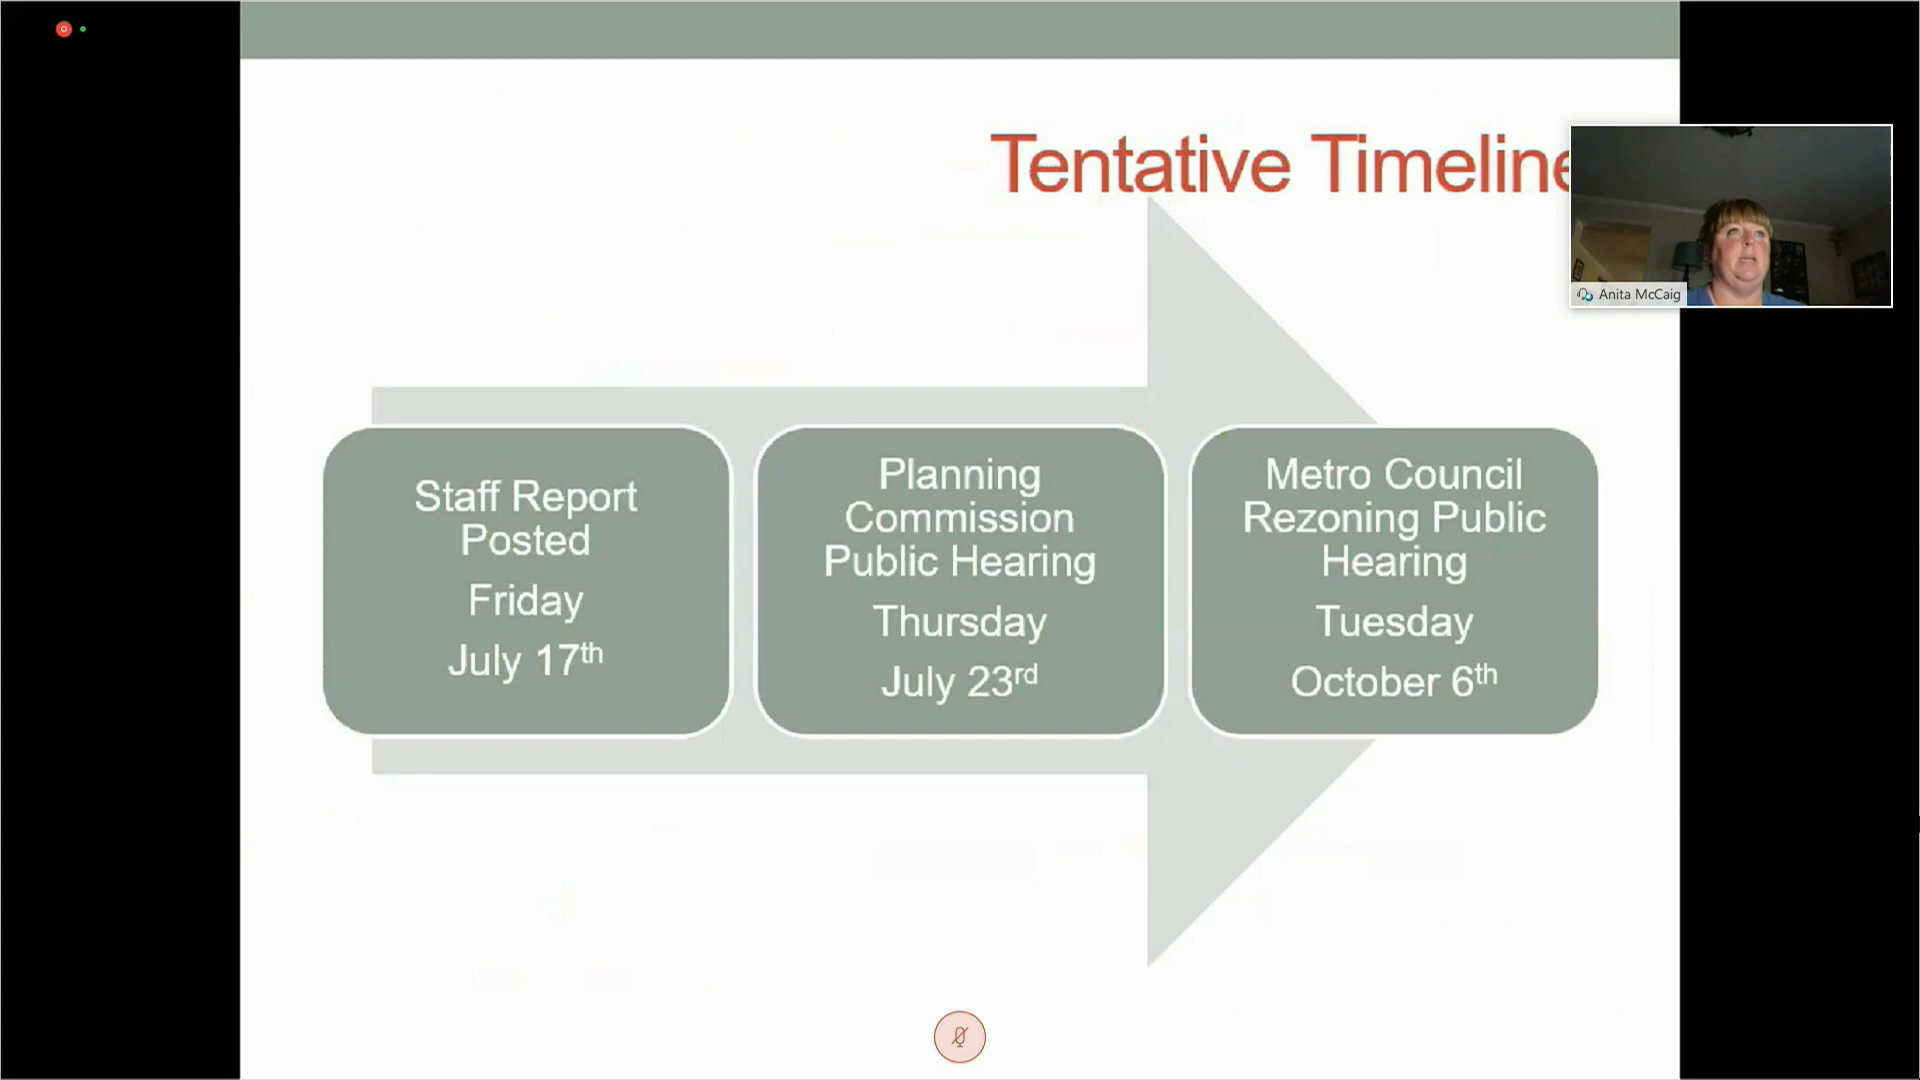 Tentative Timeline
Anita McCaig
Staff Report
Posted
Friday
July 17th
Planning
Commission
Public Hearing
Thursday
July 23rd
Metro Council
Rezoning Public
Hearing
Tuesday
October 6th